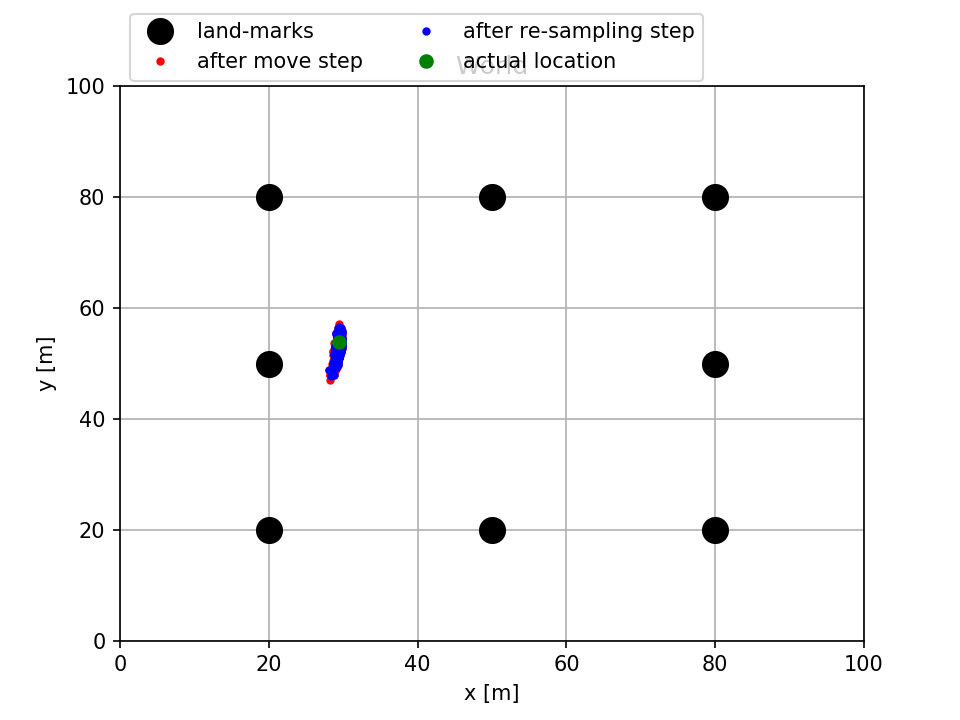 land-marks
after re-sampling step
after move step
actual location
World
100
80
60
40
20
0
y [m]
0 20 40 60 80 100
x [m]